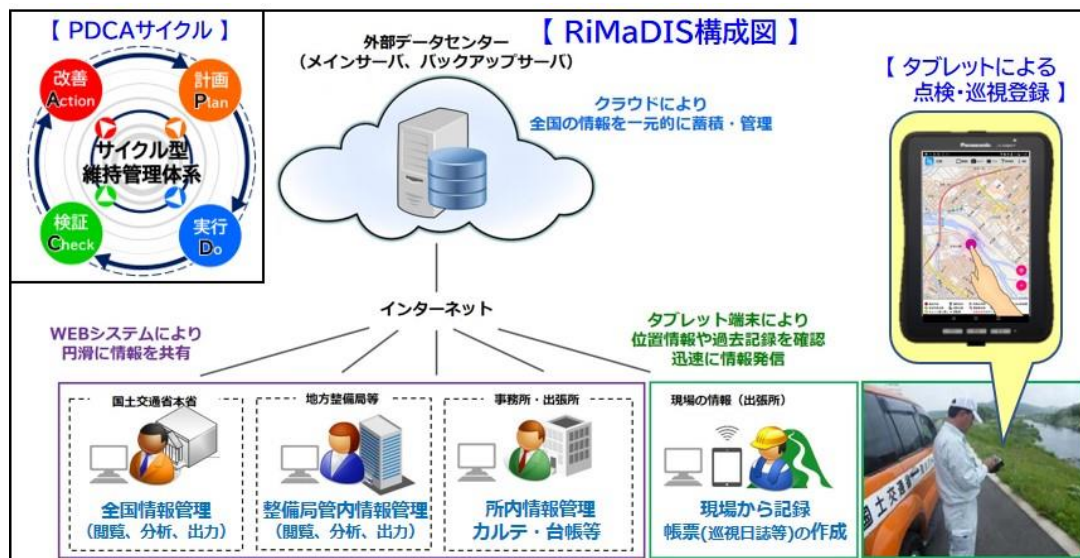 【 PDCAサイクル 】
改善
Action
計画
Plan
サイクル型
維持管理体系
検証
Check
実行
Do
【 RiMaDIS構成図 】
外部データセンター
（メインサーバ、バックアップサーバ）
クラウドにより
全国の情報を一元的に蓄積・管理
【 タブレットによる
点検・巡視登録 】
Panasonic
インターネット
WEBシステムにより
円滑に情報を共有
タブレット端末により
位置情報や過去記録を確認
迅速に情報発信
国土交通省本省
全国情報管理
（閲覧、分析、出力）
地方整備局等
整備局管内情報管理
（閲覧、分析、出力）
事務所・出張所
所内情報管理
カルテ・台帳等
現場の情報（出張所）
現場から記録
帳票(巡視日誌等)の作成
国土交通省